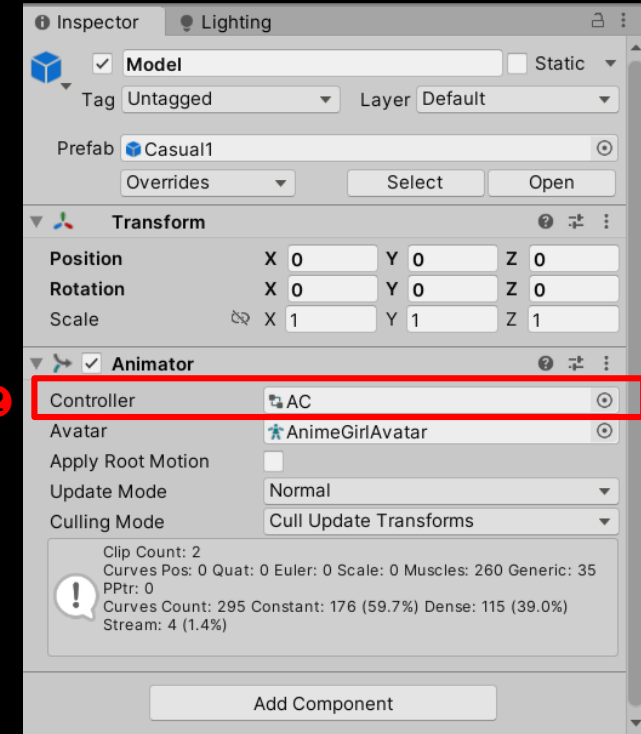 Inspector Lighting
Model Static
Tag Untagged Layer Default
Prefab Casual1
Overrides Select Open
Transform
Position X 0 Y 0 Z 0
Rotation X 0 Y 0 Z 0
Scale X 1 Y 1 Z 1
Animator
2 Controller AC
Avatar AnimeGirlAvatar
Apply Root Motion
Update Mode Normal
Culling Mode Cull Update Transforms
Clip Count: 2
Curves Pos: 0 Quat: 0 Euler: 0 Scale: 0 Muscles: 260 Generic: 35
PPtr: 0
Curves Count: 295 Constant: 176 (59.7%) Dense: 115 (39.0%)
Stream: 4 (1.4%)
Add Component